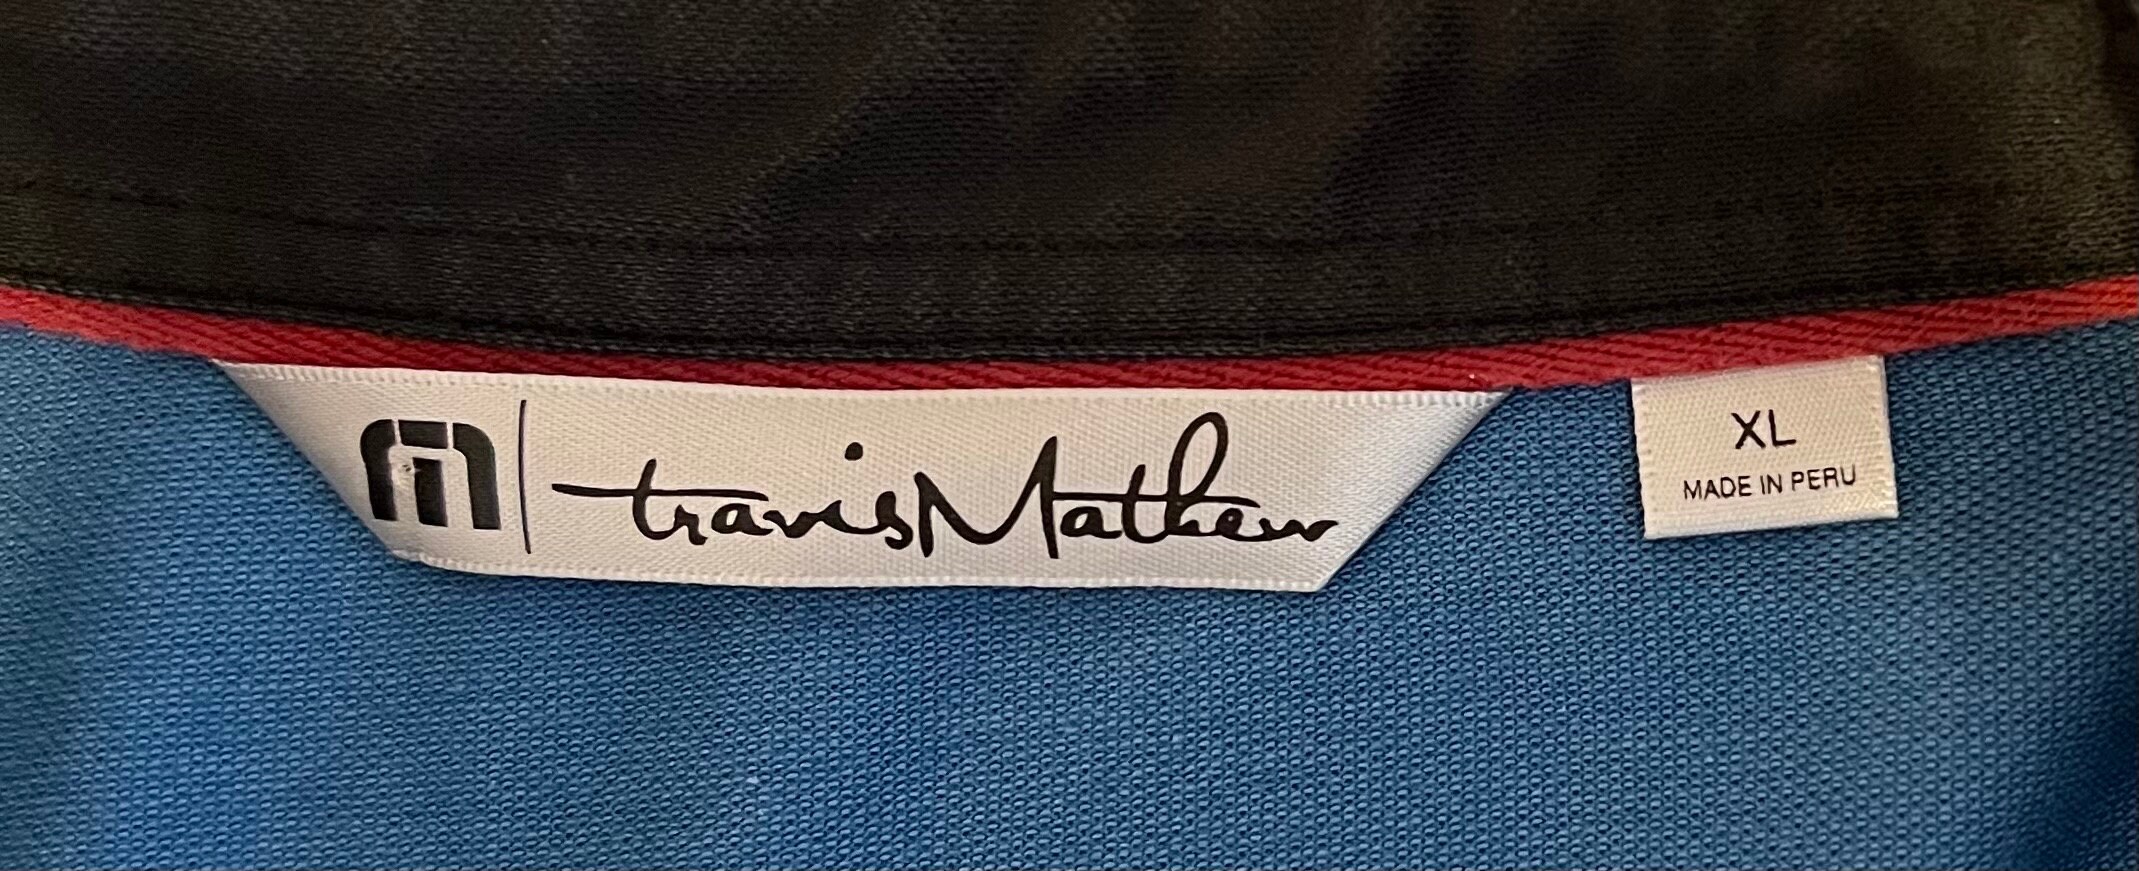 travisMathew
XL
MADE IN PERU